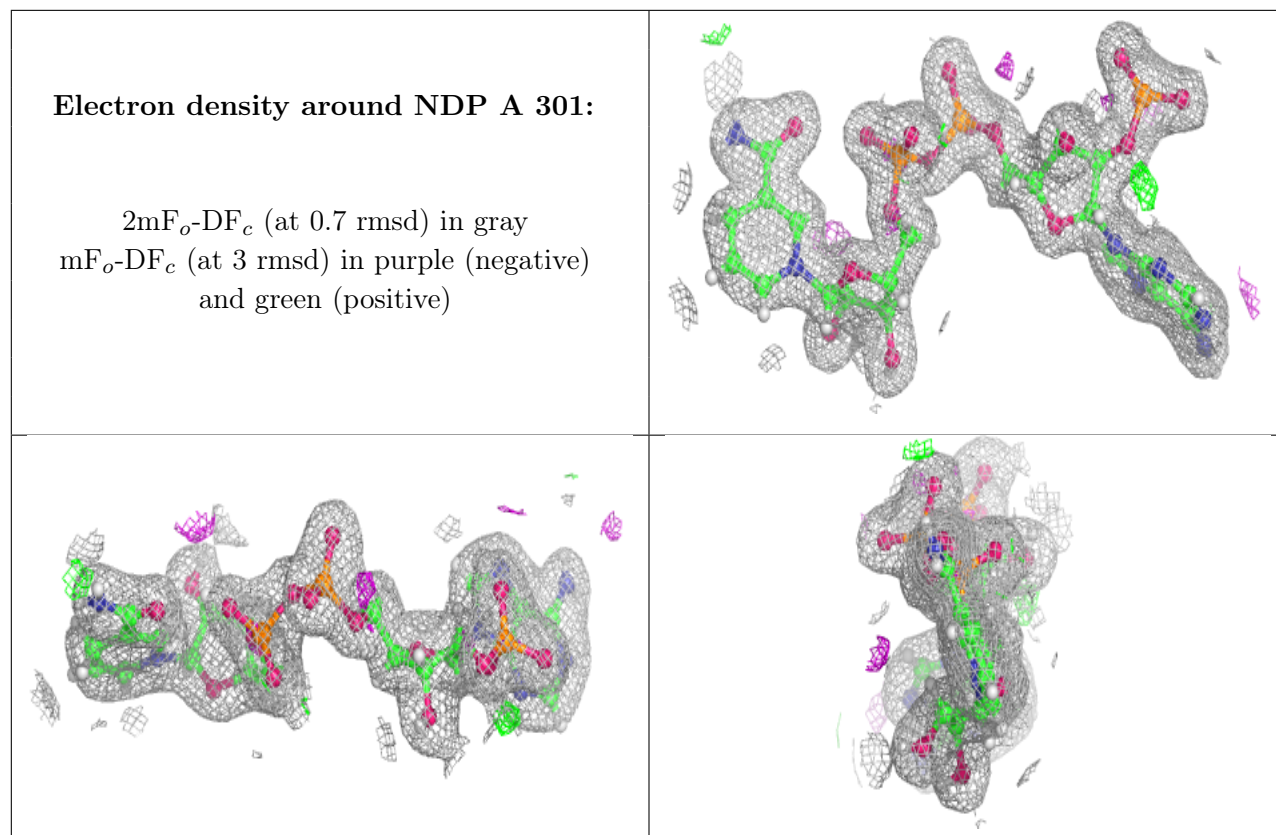 Electron density around NDP A 301:
2mFₒ-DF𝒸 (at 0.7 rmsd) in gray
mFₒ-DF𝒸 (at 3 rmsd) in purple (negative)
and green (positive)